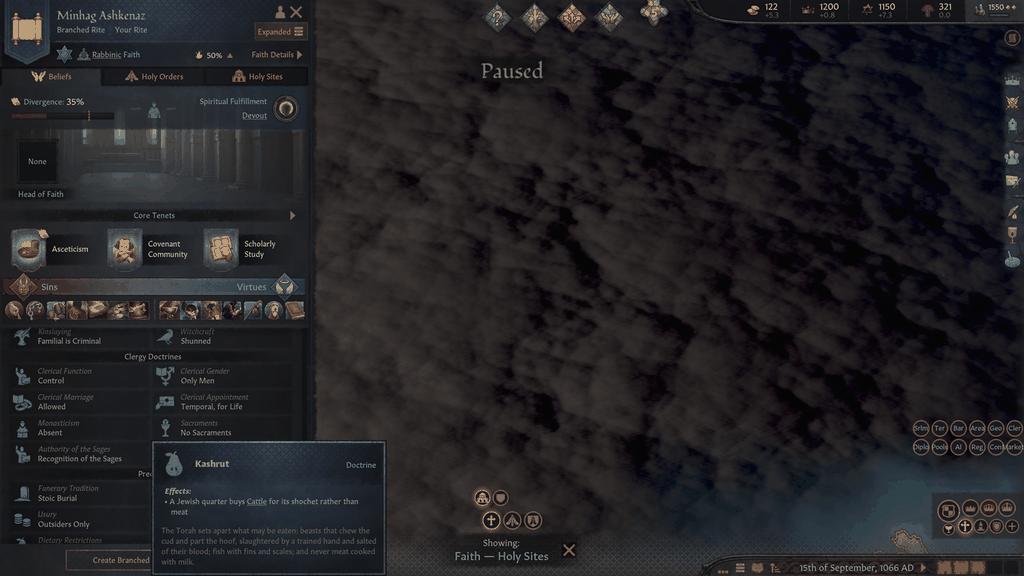 Minhag Ashkenaz
Branched Rite Your Rite
Expanded
Rabbinic Faith
50%
Faith Details
Beliefs
Holy Orders
Holy Sites
Divergence: 35%
Spiritual Fulfillment
Devout
None
Head of Faith
Core Tenets
Asceticism
Covenant Community
Scholarly Study
Sins
Virtues
Kinslaying
Familial is Criminal
Witchcraft
Shunned
Clergy Doctrines
Clerical Function
Control
Clerical Gender
Only Men
Clerical Marriage
Allowed
Clerical Appointment
Temporal, for Life
Monasticism
Absent
Sacraments
No Sacraments
Authority of the Sages
Recognition of the Sages
Funerary Tradition
Stoic Burial
Usury
Outsiders Only
Dietary Restrictions
Create Branched
Kashrut
Doctrine
Effects:
• A Jewish quarter buys Cattle for its shochet rather than
meat
The Torah sets apart what may be eaten: beasts that chew the
cud and part the hoof, slaughtered by a trained hand and salted
of their blood; fish with fins and scales; and never meat cooked
with milk.
Paused
122
+5.3
1200
+0.8
1150
+7.3
321
0.0
1550
Ter
Bar
Area
Geo
Cler
Pools
AI
Reg
Showing:
Faith — Holy Sites
15th of September, 1066 AD